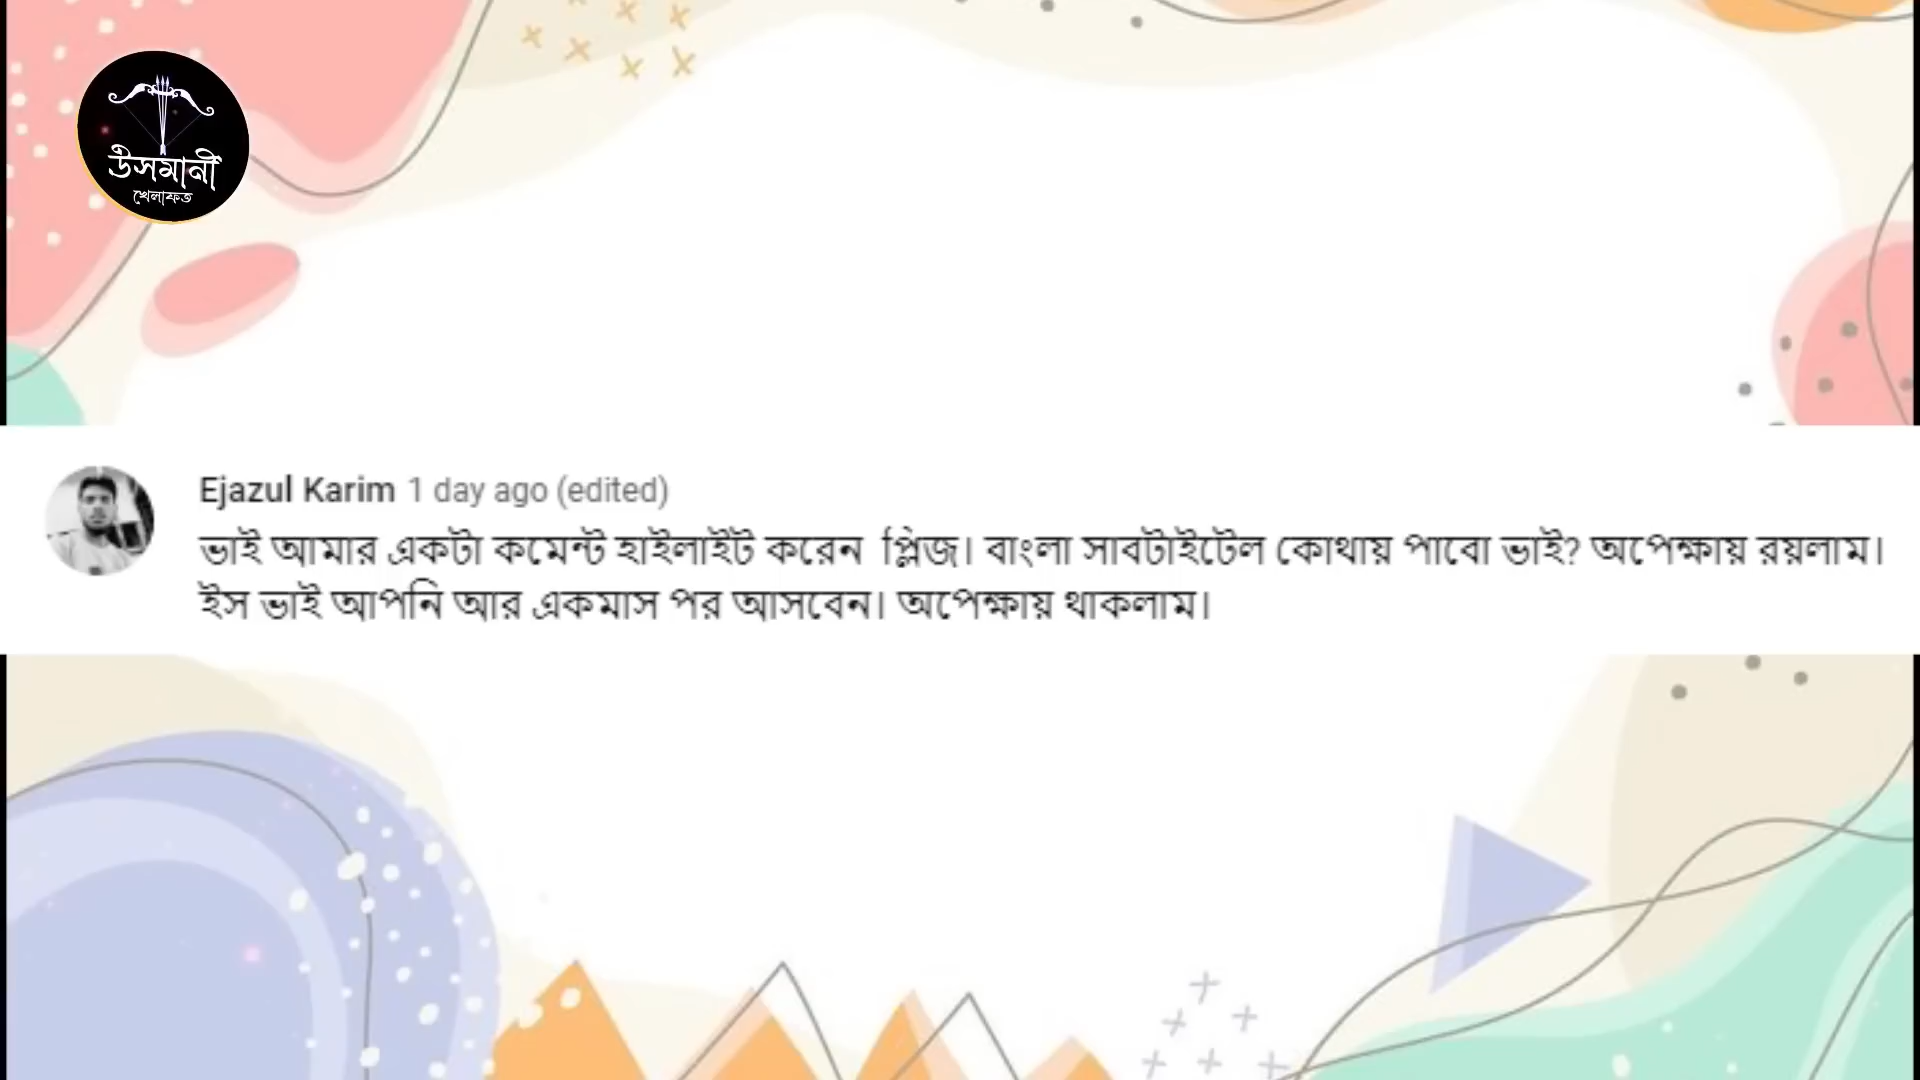 উসমানী
খেলাফত
Ejazul Karim 1 day ago (edited)
ভাই আমার একটা কমেন্ট হাইলাইট করেন প্লিজ। বাংলা সাবটাইটেল কোথায় পাবো ভাই? অপেক্ষায় রয়লাম।
ইস ভাই আপনি আর একমাস পর আসবেন। অপেক্ষায় থাকলাম।